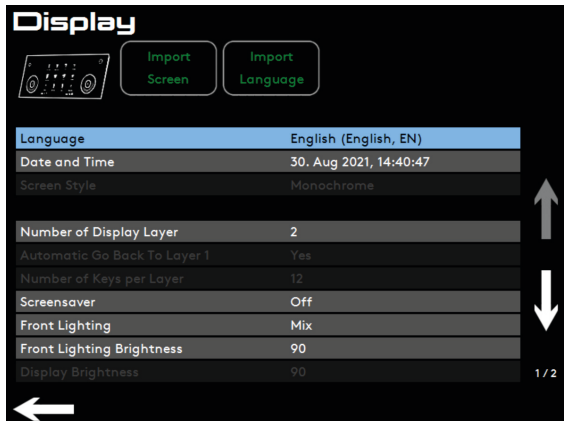 Display
Import
Screen
Import
Language
Language English (English, EN)
Date and Time 30. Aug 2021, 14:40:47
Screen Style Monochrome
Number of Display Layer 2
Automatic Go Back To Layer 1 Yes
Number of Keys per Layer 12
Screensaver Off
Front Lighting Mix
Front Lighting Brightness 90
Display Brightness 90
1/2